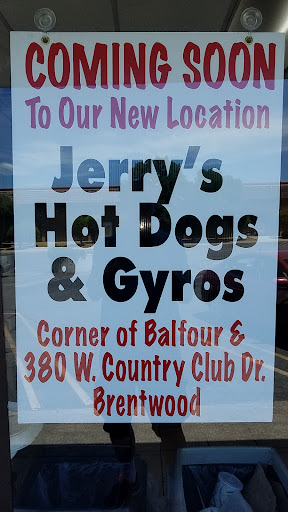 COMING SOON
To Our New Location
Jerry's
Hot Dogs
& Gyros
Corner of Balfour &
380 W. Country Club Dr.
Brentwood